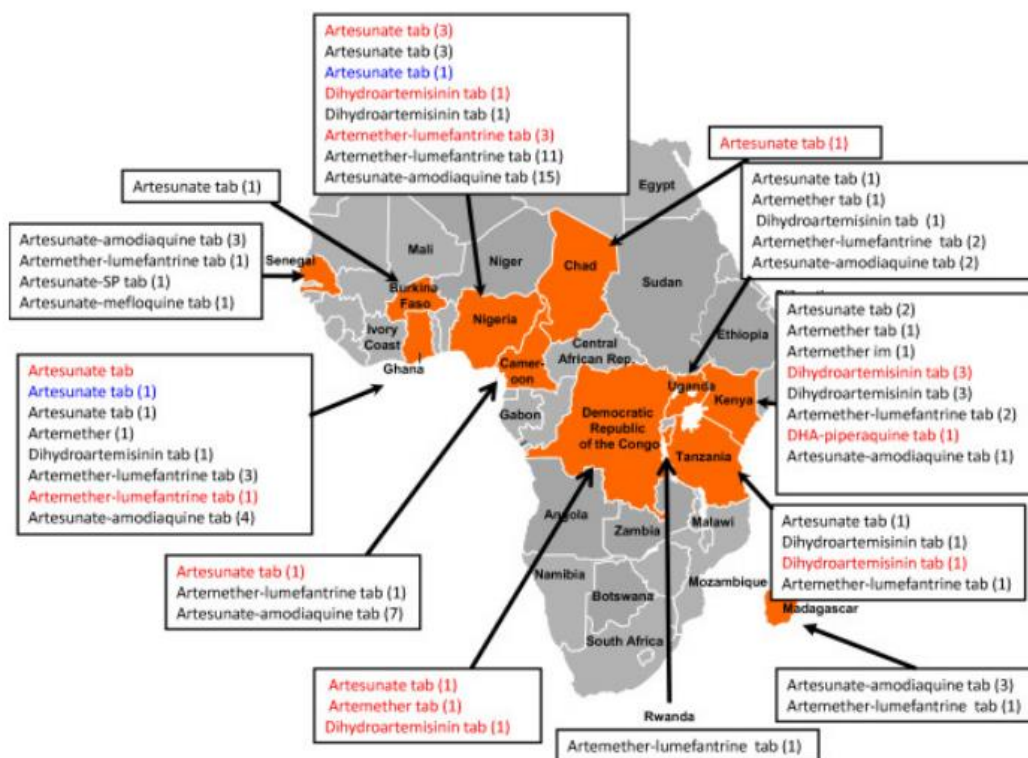 Artesunate tab (3)
Artesunate tab (3)
Artesunate tab (1)
Dihydroartemisinin tab (1)
Dihydroartemisinin tab (1)
Artemether-lumefantrine tab (3)
Artemether-lumefantrine tab (11)
Artesunate-amodiaquine tab (15)
Artesunate tab (1)
Artesunate tab (1)
Artemether tab (1)
Dihydroartemisinin tab (1)
Artemether-lumefantrine tab (2)
Artesunate-amodiaquine tab (2)
Artesunate tab (1)
Artesunate-amodiaquine tab (3)
Artemether-lumefantrine tab (1)
Artesunate-SP tab (1)
Artesunate-mefloquine tab (1)
Artesunate tab (2)
Artemether tab (1)
Artemether im (1)
Dihydroartemisinin tab (3)
Dihydroartemisinin tab (3)
Artemether-lumefantrine tab (2)
DHA-piperaquine tab (1)
Artesunate-amodiaquine tab (1)
Artesunate tab
Artesunate tab (1)
Artesunate tab (1)
Artemether (1)
Dihydroartemisinin tab (1)
Artemether-lumefantrine tab (3)
Artemether-lumefantrine tab (1)
Artesunate-amodiaquine tab (4)
Artesunate tab (1)
Dihydroartemisinin tab (1)
Dihydroartemisinin tab (1)
Artemether-lumefantrine tab (1)
Artesunate tab (1)
Artemether-lumefantrine tab (1)
Artesunate-amodiaquine tab (7)
Artesunate tab (1)
Artemether tab (1)
Dihydroartemisinin tab (1)
Artesunate-amodiaquine tab (3)
Artemether-lumefantrine tab (1)
Artemether-lumefantrine tab (1)
Egypt
Mali
Niger
Chad
Sudan
Senegal
Burkina
Faso
Nigeria
Ethiopia
Ivory
Coast
Ghana
Central
African Rep.
Camer-
oon
Uganda
Kenya
Gabon
Democratic
Republic
of the Congo
Tanzania
Angola
Zambia
Malawi
Namibia
Mozambique
Botswana
Madagascar
South Africa
Rwanda